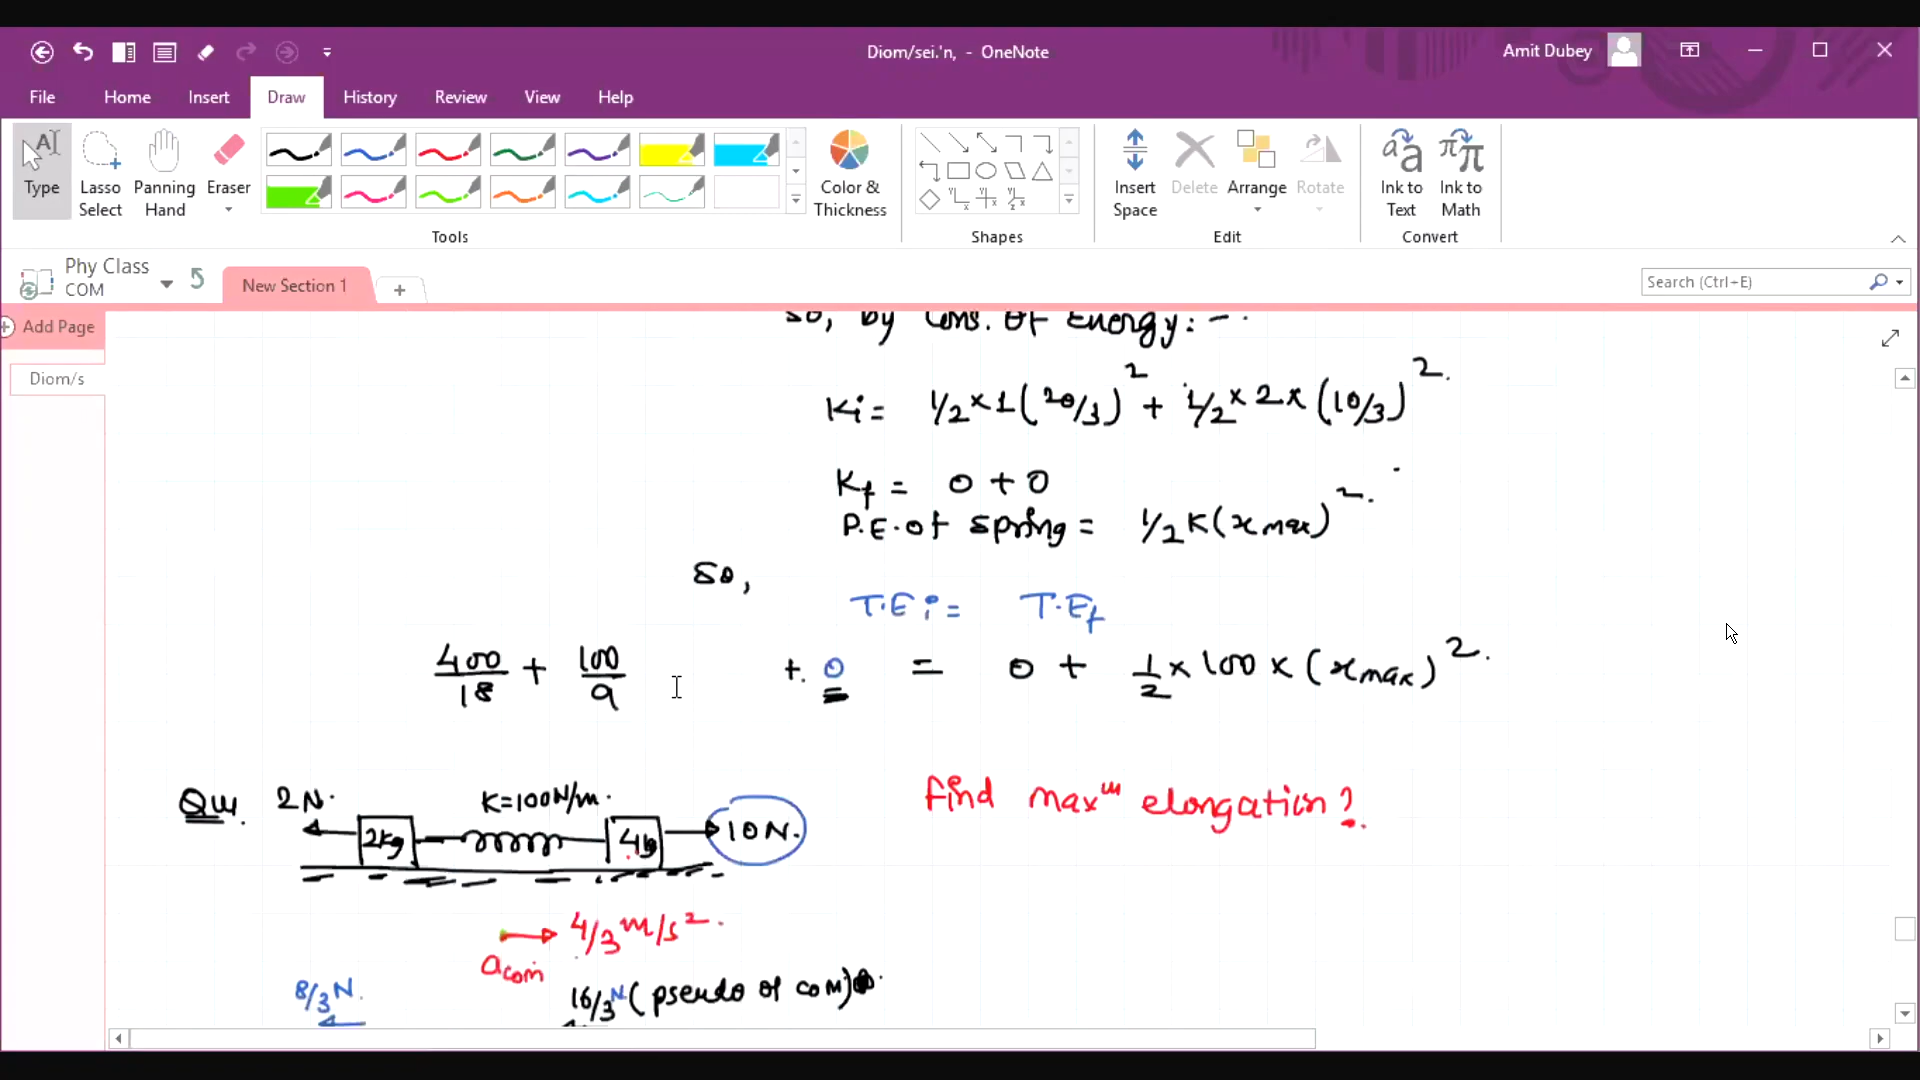 Diom/sei.'n, - OneNote
Amit Dubey
File Home Insert Draw History Review View Help
Type
Lasso Select
Panning Hand
Eraser
Color & Thickness
Insert Space
Delete
Arrange
Rotate
Ink to Text
Ink to Math
Tools
Shapes
Edit
Convert
Phy Class
COM
New Section 1
Search (Ctrl+E)
Add Page
Diom/s
so, by Cons. of Energy: -
Ki = 1/2 x 1 (20/3)^2 + 1/2 x 2 x (10/3)^2.
Kf = 0 + 0
P.E. of spring = 1/2 K (xmax)^2.
so,
T.Ei = T.Ef
400/18 + 100/9 + 0 = 0 + 1/2 x 100 x (xmax)^2.
Qu. 2N. K=100N/m. find max^m elongation?
2kg 4k 10N.
4/3 m/s^2.
acom
8/3 N. 16/3 N (pseudo of com)